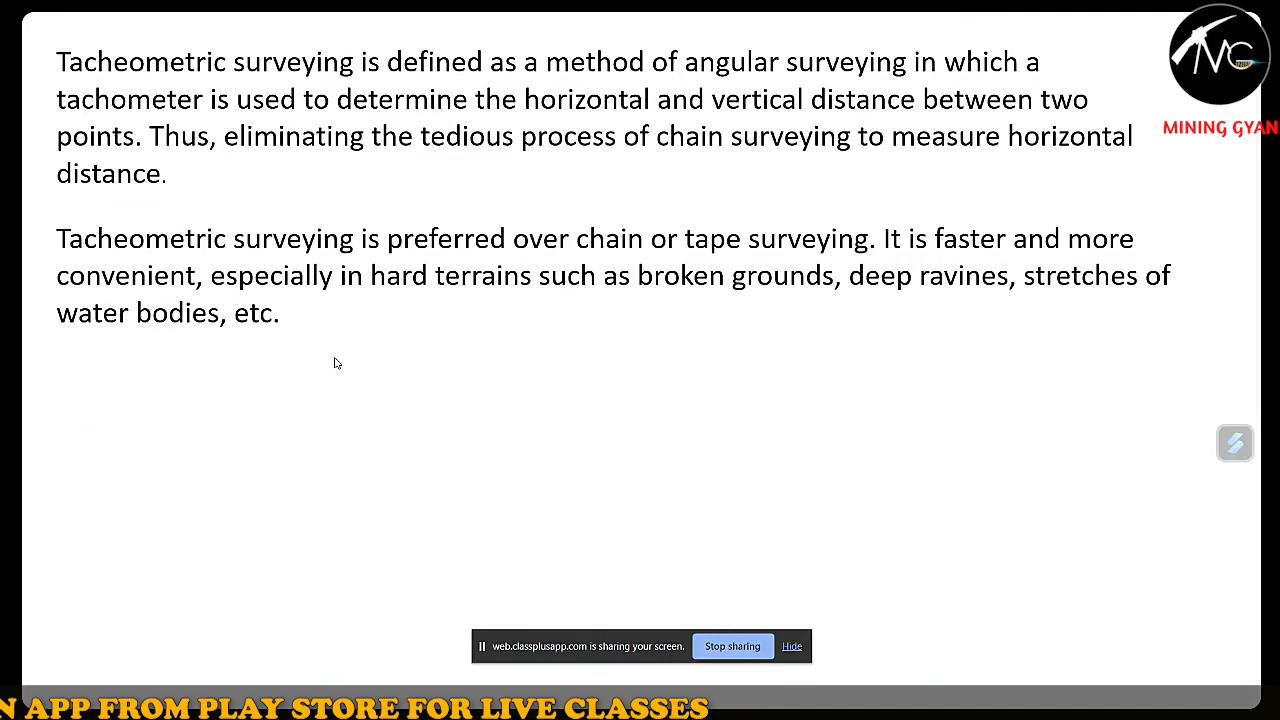 Tacheometric surveying is defined as a method of angular surveying in which a
tachometer is used to determine the horizontal and vertical distance between two
points. Thus, eliminating the tedious process of chain surveying to measure horizontal
distance.
Tacheometric surveying is preferred over chain or tape surveying. It is faster and more
convenient, especially in hard terrains such as broken grounds, deep ravines, stretches of
water bodies, etc.
MG
MINING GYAN
web.classplusapp.com is sharing your screen. Stop sharing Hide
N APP FROM PLAY STORE FOR LIVE CLASSES